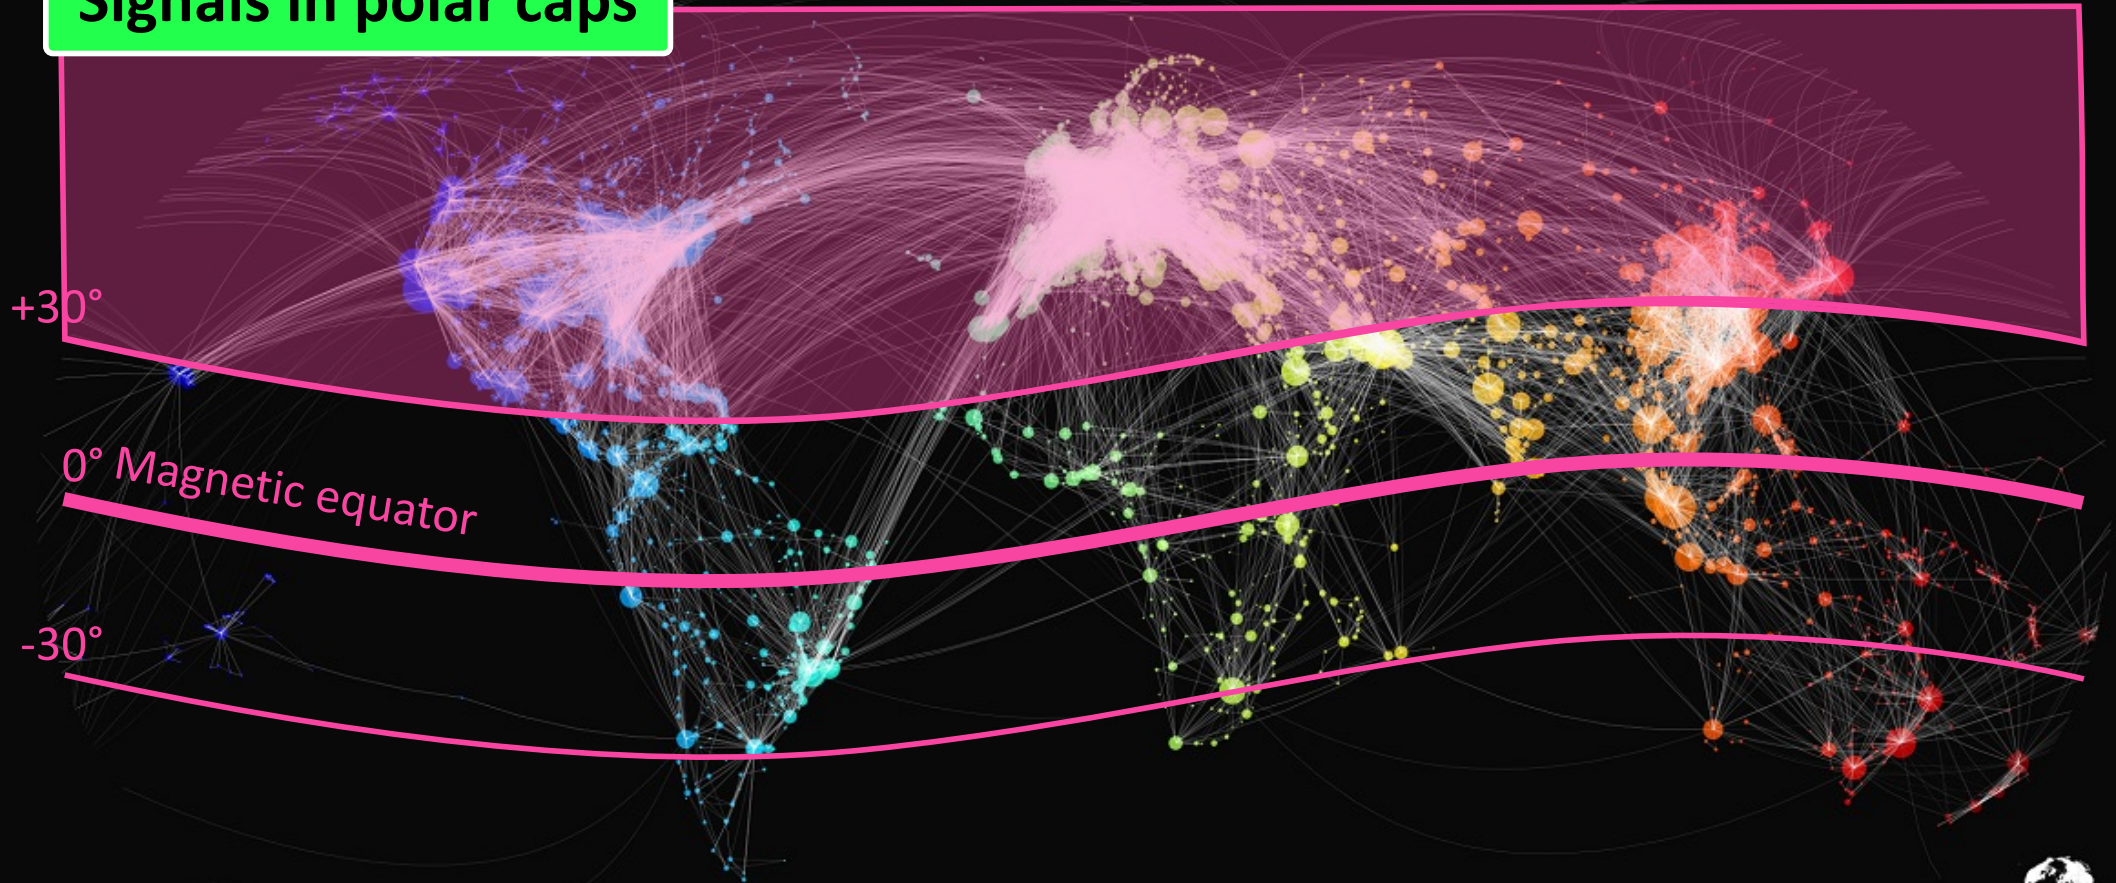 Signals in polar caps
+30°
0° Magnetic equator
-30°